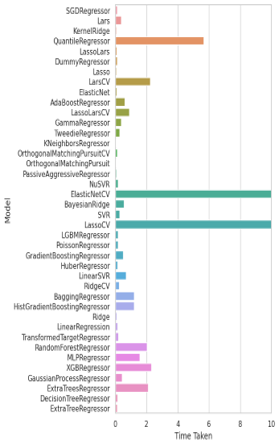 SGDRegressor
Lars
KernelRidge
QuantileRegressor
LassoLars
DummyRegressor
Lasso
LarsCV
ElasticNet
AdaBoostRegressor
LassoLarsCV
GammaRegressor
TweedieRegressor
KNeighborsRegressor
OrthogonalMatchingPursuitCV
OrthogonalMatchingPursuit
PassiveAggressiveRegressor
NuSVR
ElasticNetCV
BayesianRidge
SVR
LassoCV
LGBMRegressor
PoissonRegressor
GradientBoostingRegressor
HuberRegressor
LinearSVR
RidgeCV
BaggingRegressor
HistGradientBoostingRegressor
Ridge
LinearRegression
TransformedTargetRegressor
RandomForestRegressor
MLPRegressor
XGBRegressor
GaussianProcessRegressor
ExtraTreesRegressor
DecisionTreeRegressor
ExtraTreeRegressor
Model
0 2 4 6 8 10
Time Taken